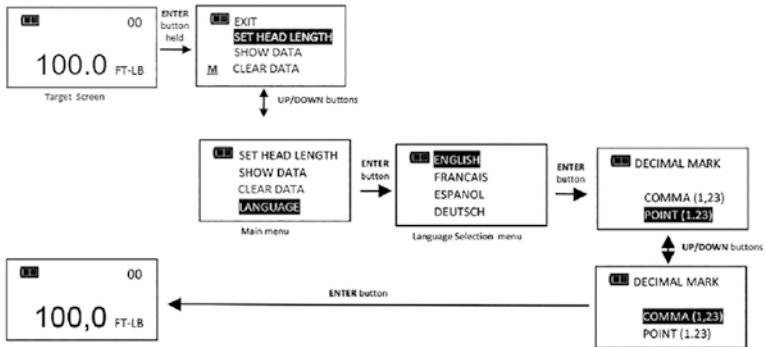 00
100.0 FT-LB
Target Screen
ENTER
button
held
EXIT
SET HEAD LENGTH
SHOW DATA
M CLEAR DATA
UP/DOWN buttons
SET HEAD LENGTH
SHOW DATA
CLEAR DATA
LANGUAGE
Main menu
ENTER
button
ENGLISH
FRANCAIS
ESPANOL
DEUTSCH
Language Selection menu
ENTER
button
DECIMAL MARK
COMMA (1,23)
POINT (1.23)
UP/DOWN buttons
DECIMAL MARK
COMMA (1,23)
POINT (1.23)
ENTER button
00
100,0 FT-LB